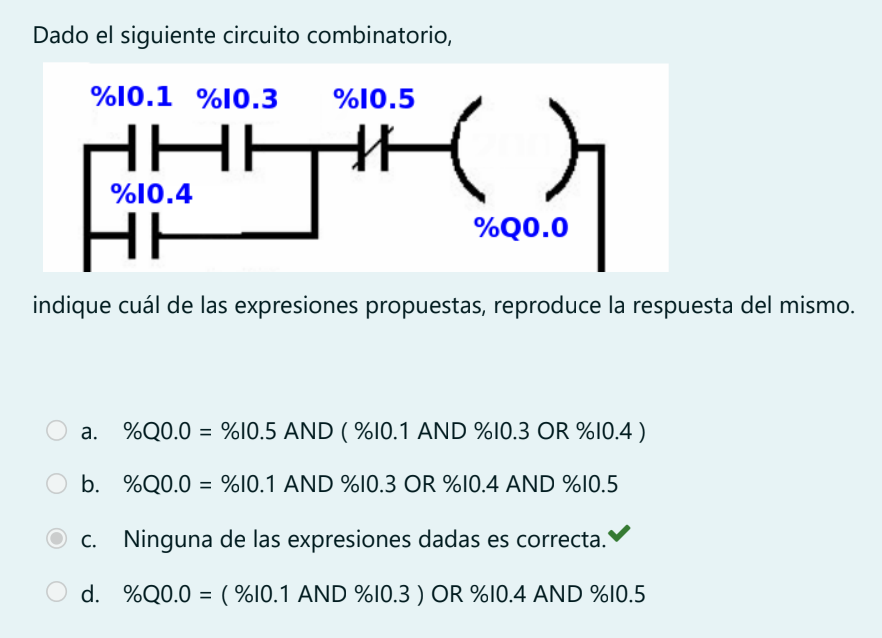 Dado el siguiente circuito combinatorio,
%I0.1 %I0.3 %I0.5
%I0.4
%Q0.0
indique cuál de las expresiones propuestas, reproduce la respuesta del mismo.
a. %Q0.0 = %I0.5 AND ( %I0.1 AND %I0.3 OR %I0.4 )
b. %Q0.0 = %I0.1 AND %I0.3 OR %I0.4 AND %I0.5
c. Ninguna de las expresiones dadas es correcta.
d. %Q0.0 = ( %I0.1 AND %I0.3 ) OR %I0.4 AND %I0.5